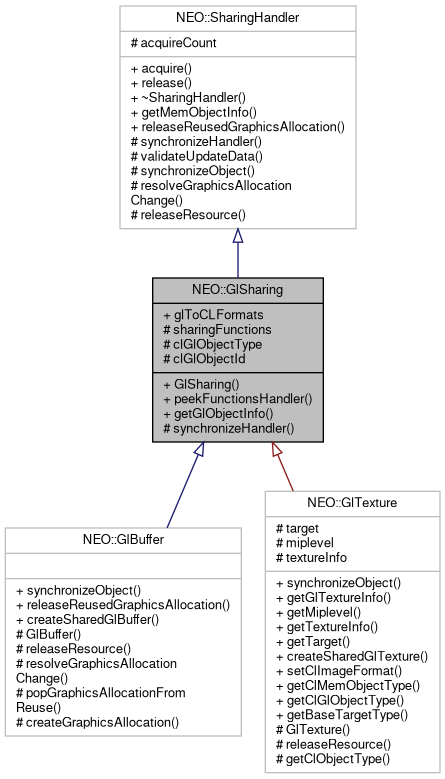 NEO::SharingHandler
# acquireCount
+ acquire()
+ release()
+ ~SharingHandler()
+ getMemObjectInfo()
+ releaseReusedGraphicsAllocation()
# synchronizeHandler()
# validateUpdateData()
# synchronizeObject()
# resolveGraphicsAllocation
Change()
# releaseResource()
NEO::GlSharing
+ glToCLFormats
# sharingFunctions
# clGlObjectType
# clGlObjectId
+ GlSharing()
+ peekFunctionsHandler()
+ getGlObjectInfo()
# synchronizeHandler()
NEO::GlBuffer
+ synchronizeObject()
+ releaseReusedGraphicsAllocation()
+ createSharedGlBuffer()
# GlBuffer()
# releaseResource()
# resolveGraphicsAllocation
Change()
# popGraphicsAllocationFrom
Reuse()
# createGraphicsAllocation()
NEO::GlTexture
# target
# miplevel
# textureInfo
+ synchronizeObject()
+ getGlTextureInfo()
+ getMiplevel()
+ getTextureInfo()
+ getTarget()
+ createSharedGlTexture()
+ setClImageFormat()
+ getClMemObjectType()
+ getClGlObjectType()
+ getBaseTargetType()
# GlTexture()
# releaseResource()
# getClObjectType()